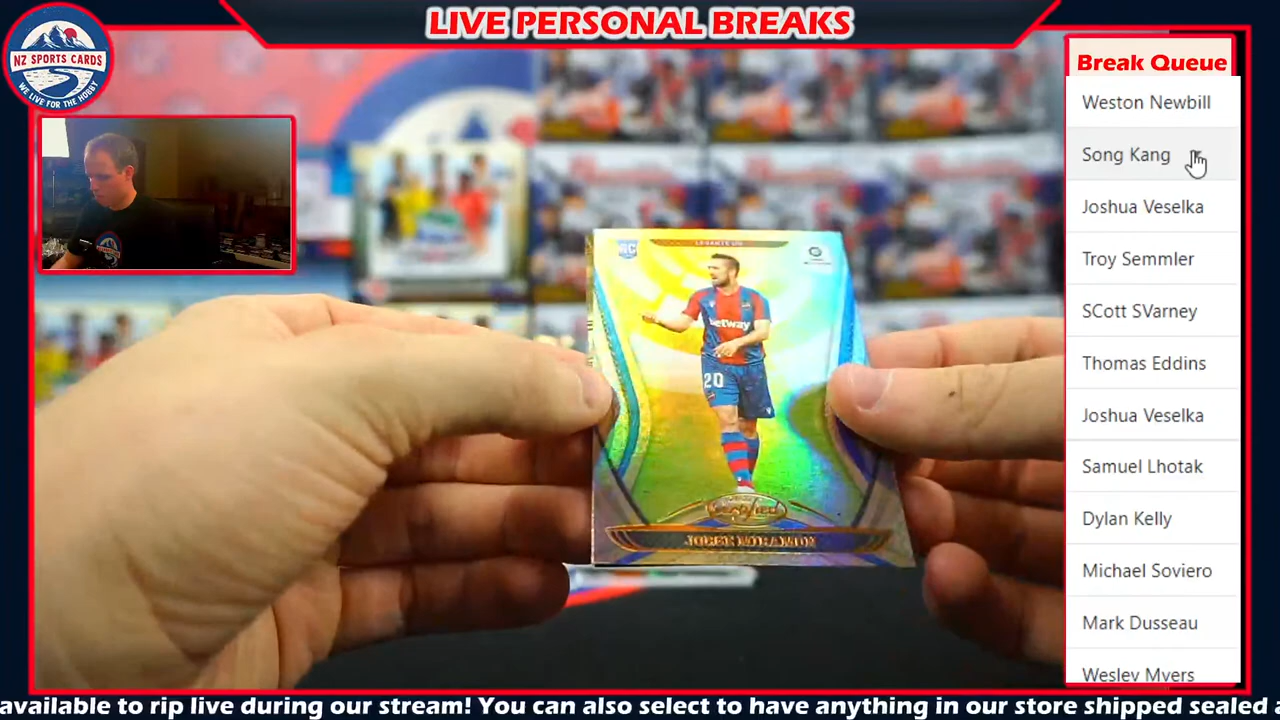 LIVE PERSONAL BREAKS
NZ SPORTS CARDS
WE LIVE FOR THE HOBBY
Break Queue
Weston Newbill
Song Kang
Joshua Veselka
Troy Semmler
SCott SVarney
Thomas Eddins
Joshua Veselka
Samuel Lhotak
Dylan Kelly
Michael Soviero
Mark Dusseau
Wesley Myers
LEVANTE UD
RC
betway
20
CERTIFIED
available to rip live during our stream! You can also select to have anything in our store shipped sealed a